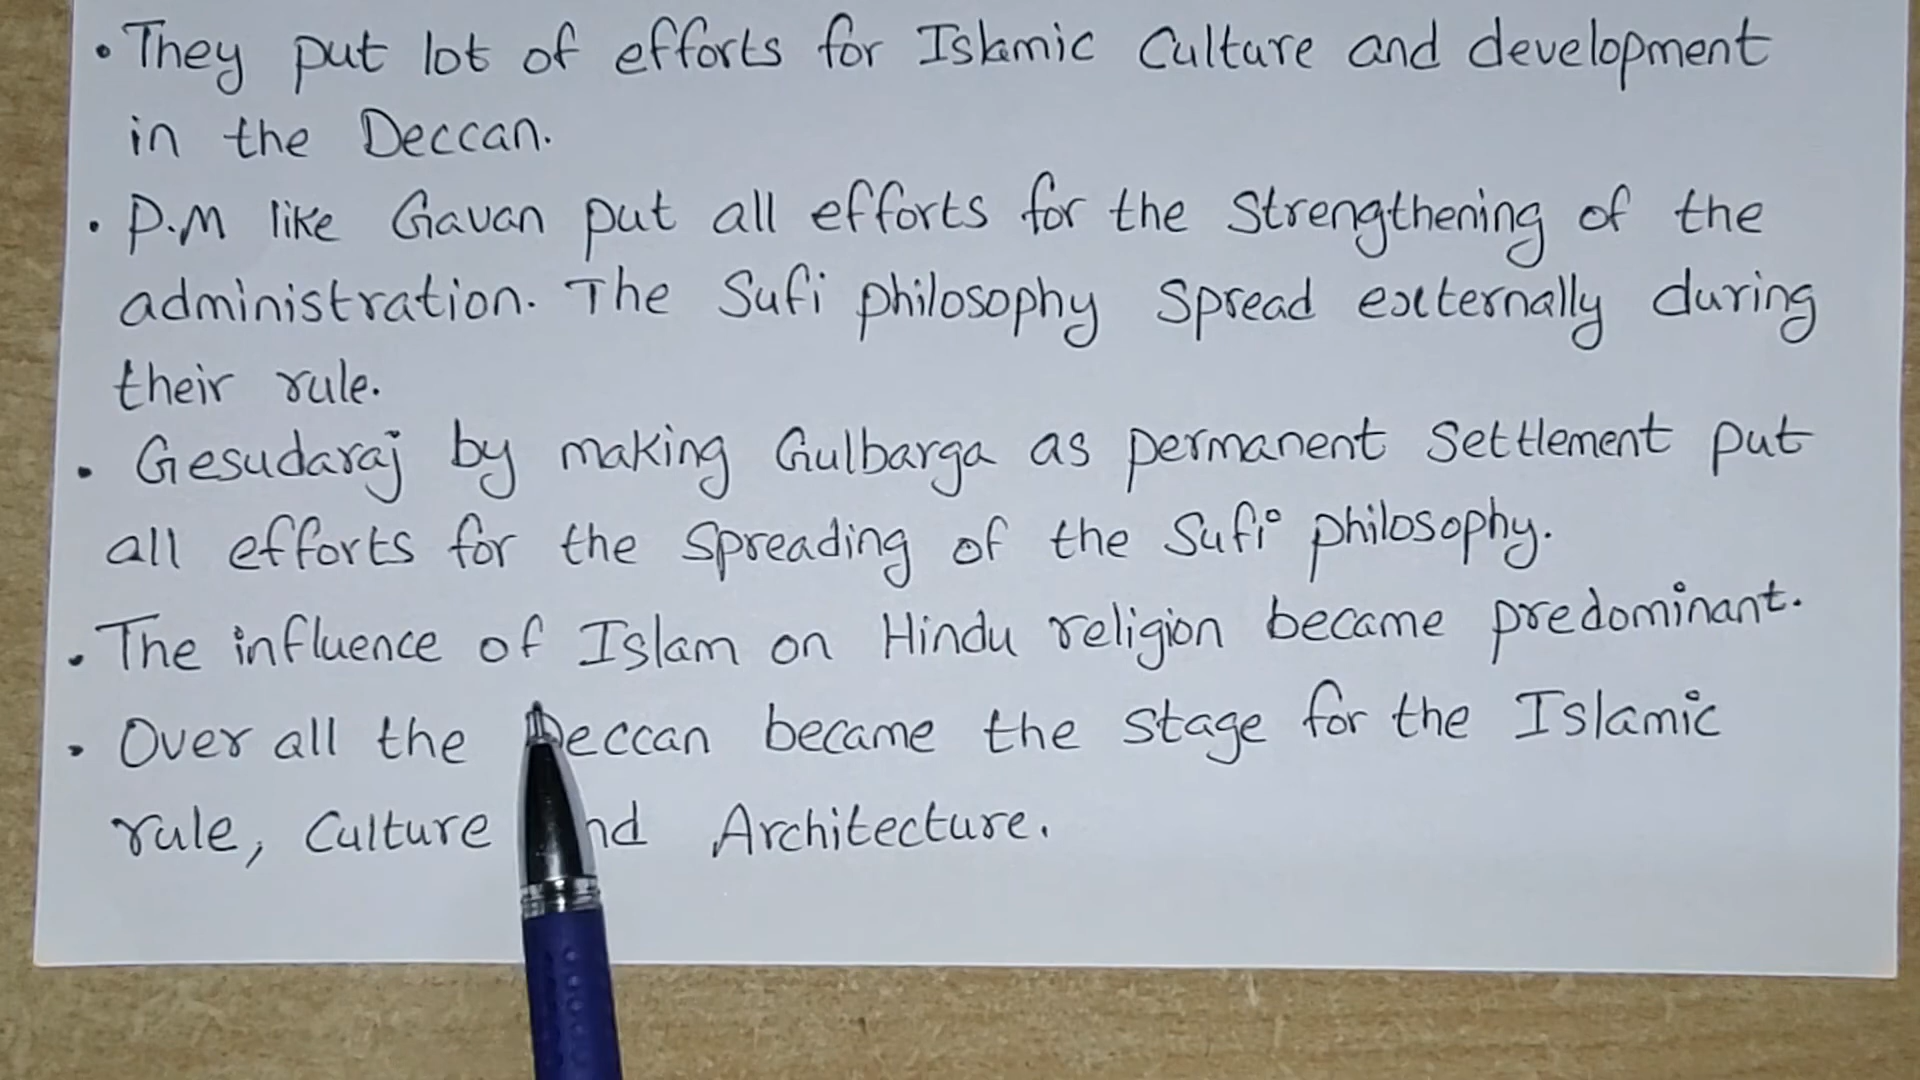 • They put lot of efforts for Islamic Culture and development
in the Deccan.
• P.M like Gavan put all efforts for the Strengthening of the
administration. The Sufi philosophy Spread externally during
their rule.
• Gesudaraj by making Gulbarga as permanent Settlement put
all efforts for the Spreading of the Sufi philosophy.
• The influence of Islam on Hindu religion became predominant.
• Over all the Deccan became the Stage for the Islamic
rule, Culture and Architecture.